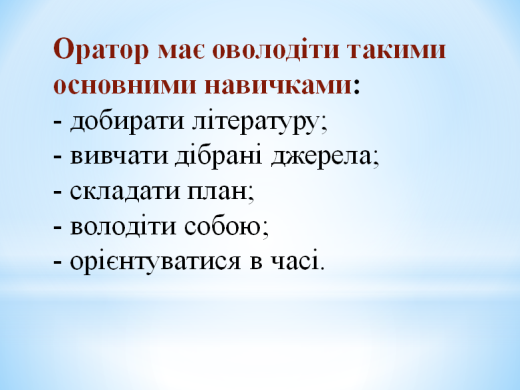 Оратор має оволодіти такими
основними навичками:
- добирати літературу;
- вивчати дібрані джерела;
- складати план;
- володіти собою;
- орієнтуватися в часі.